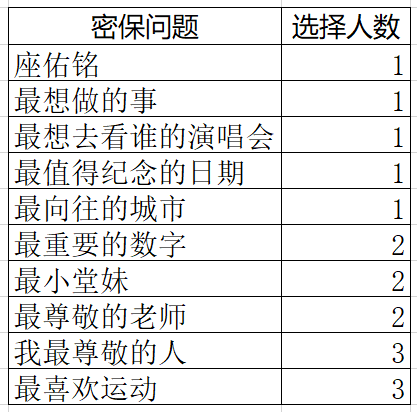 密保问题 选择人数
座佑铭 1
最想做的事 1
最想去看谁的演唱会 1
最值得纪念的日期 1
最向往的城市 1
最重要的数字 2
最小堂妹 2
最尊敬的老师 2
我最尊敬的人 3
最喜欢运动 3